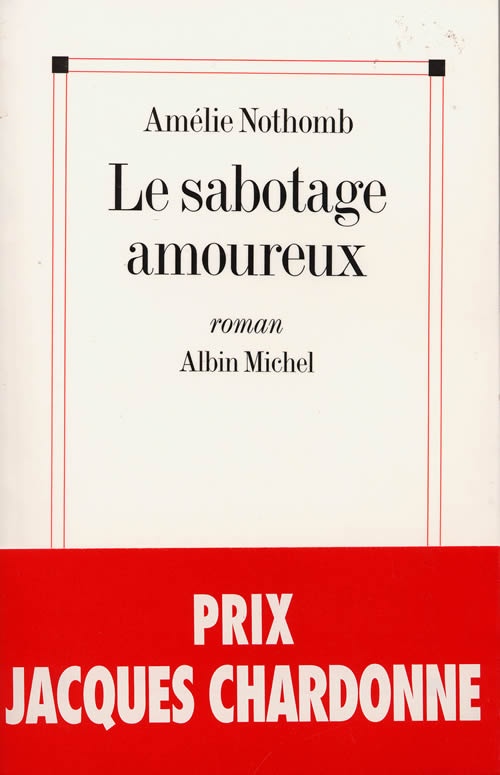 Amélie Nothomb
Le sabotage
amoureux
roman
Albin Michel
PRIX
JACQUES CHARDONNE